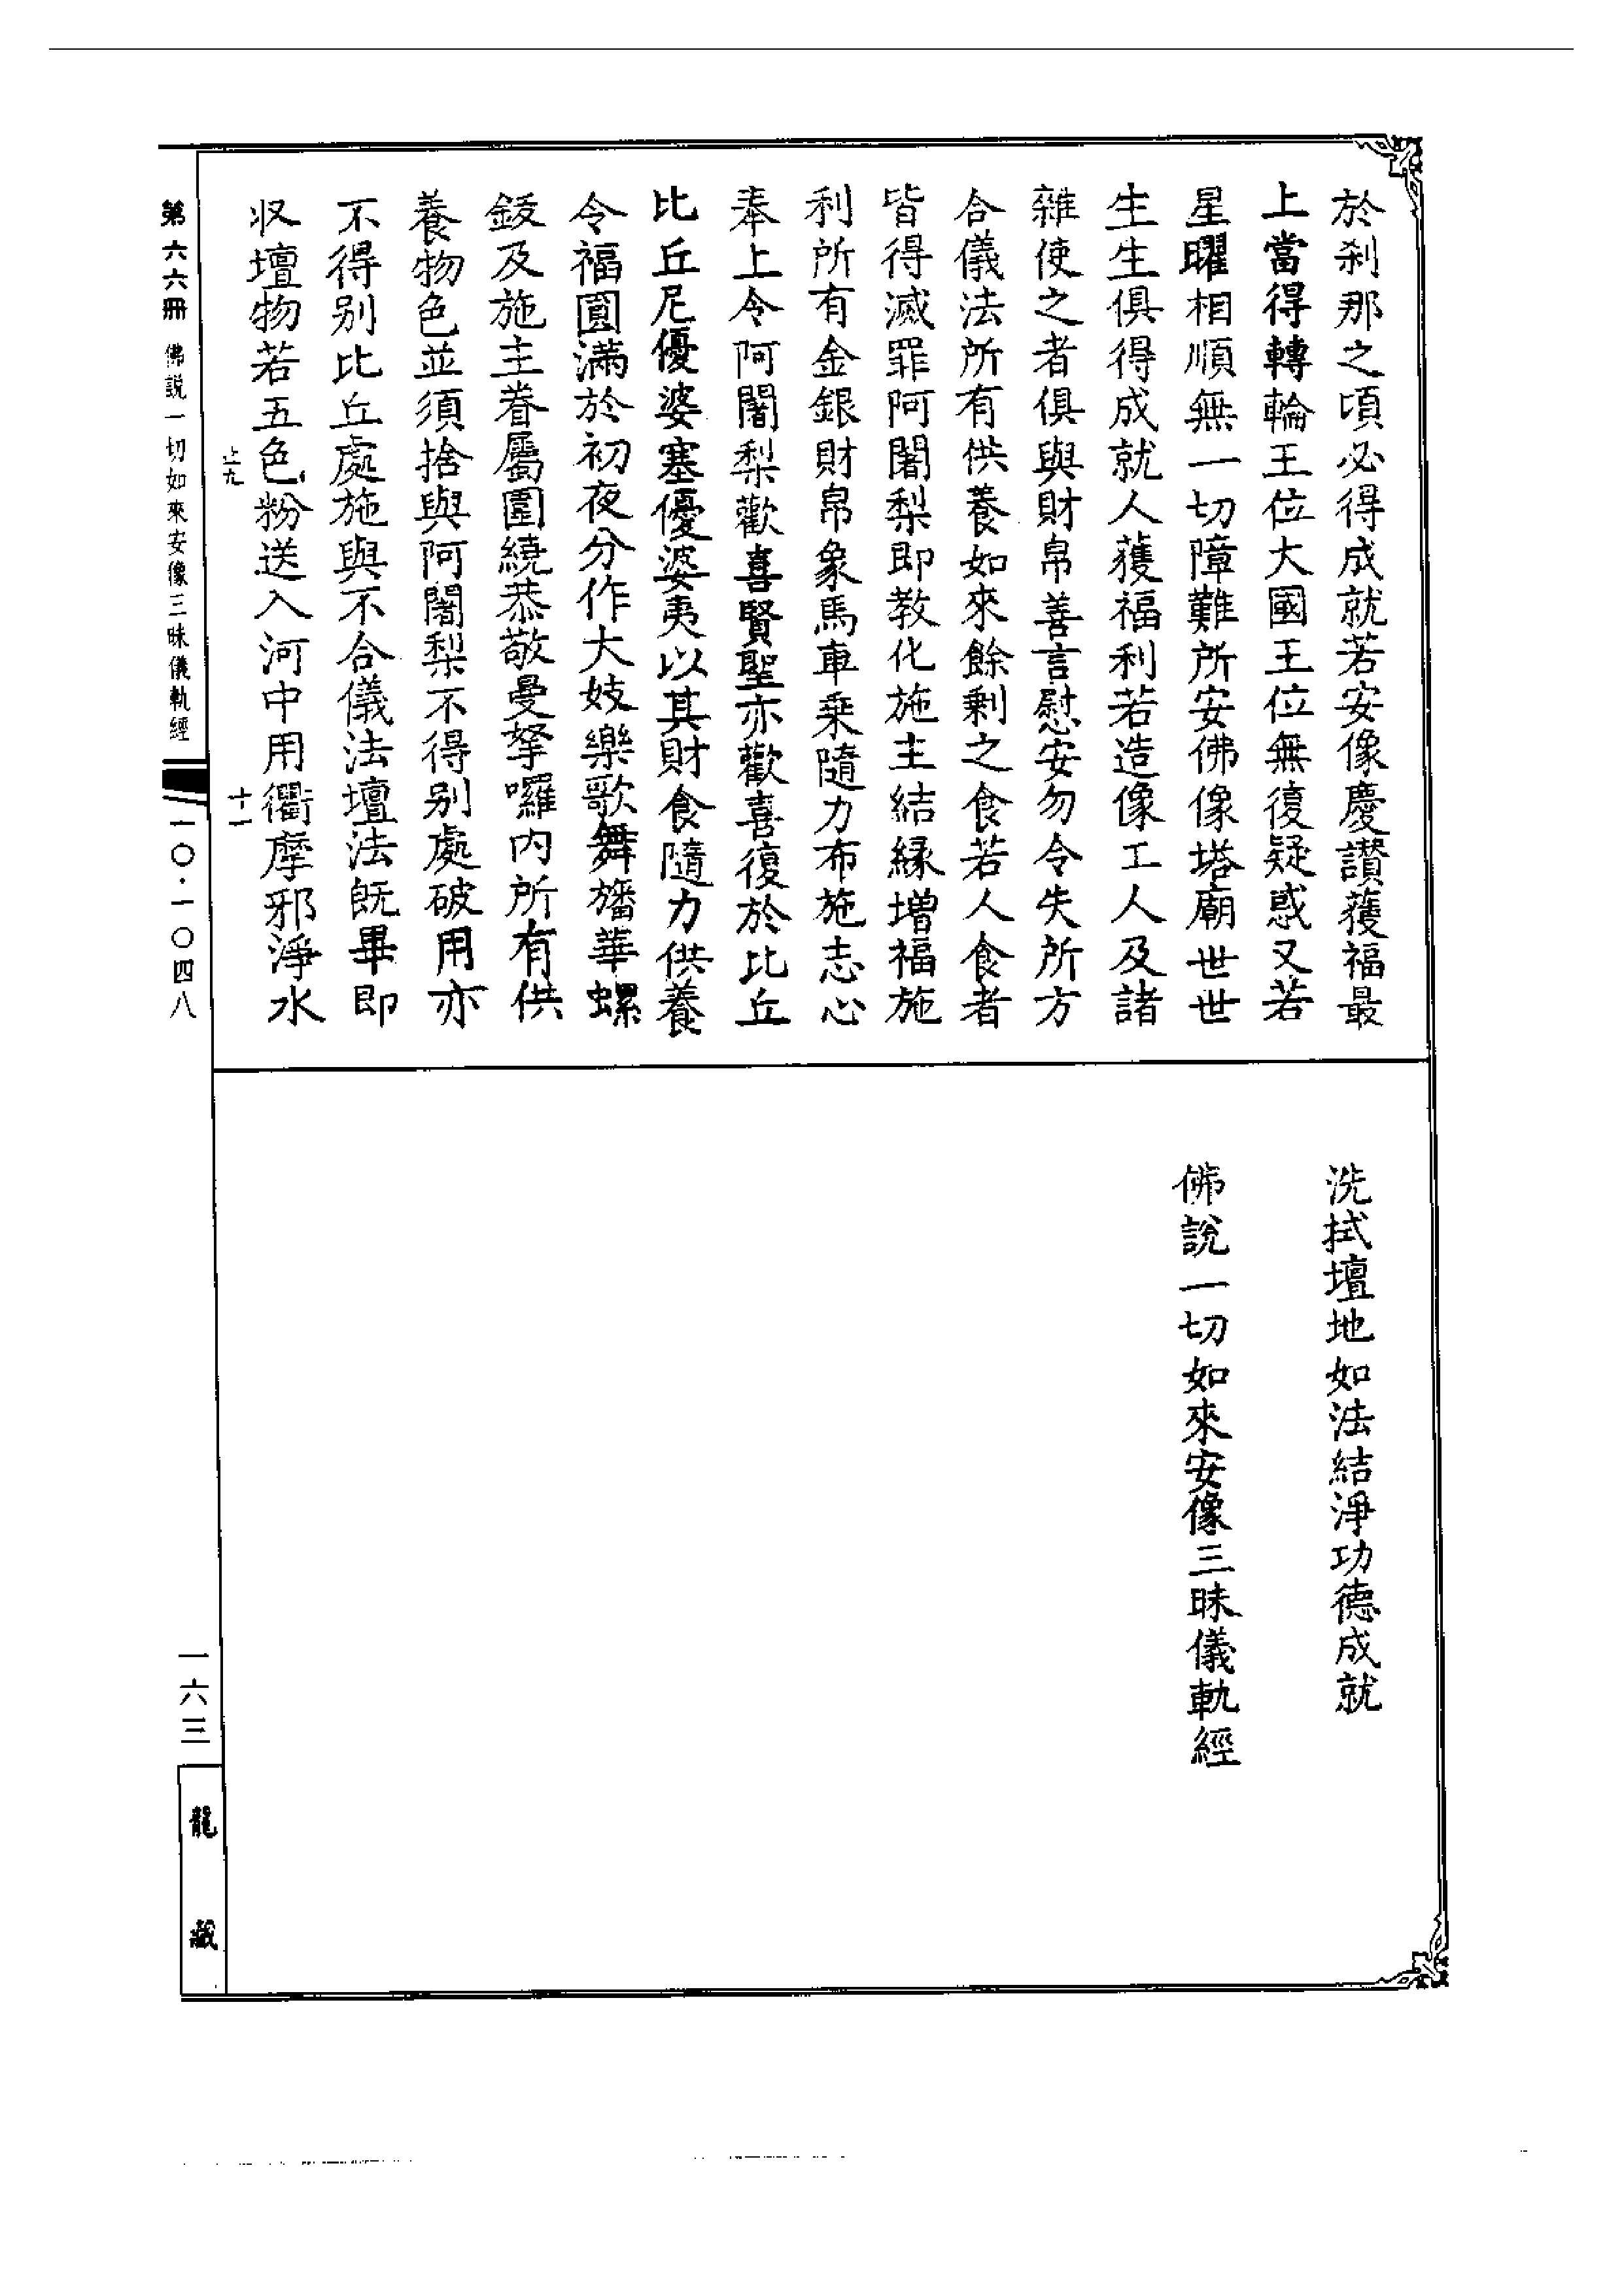 於剎那之頃必得成就若安像慶讃蒦福最
上當得轉輪王位大國王位無復疑惑又若
星曜相順無一切障難所安佛像塔廟世世
生生俱得成就人蒦福利若造像工人及諸
雜使之者俱與財帛善言慰安勿令失所方
合儀法所有供養如來餘剩之食若人食者
皆得滅罪阿闍梨即教化施主結緣增福施
利所有金銀財帛象馬車乘隨力布施志心
奉上令阿闍梨歡喜賢聖亦歡喜復於比丘
比丘尼優婆塞優婆夷以其財食隨力供養
令福圓滿於初夜分作大妓樂歌舞旛華螺
鈸及施主眷屬圍繞恭敬曼拏囉内所有供
養物色並須捨與阿闍梨不得别處破用亦
不得别比丘處施與不合儀法壇法旣畢即
収壇物若五色粉送入河中用衢摩邪淨水
洗拭壇地如法結淨功德成就
佛說一切如來安像三昧儀軌經
止九
十一
第六六冊 佛説一切如來安像三昧儀軌經
一〇·一〇四八
一六三
龍藏